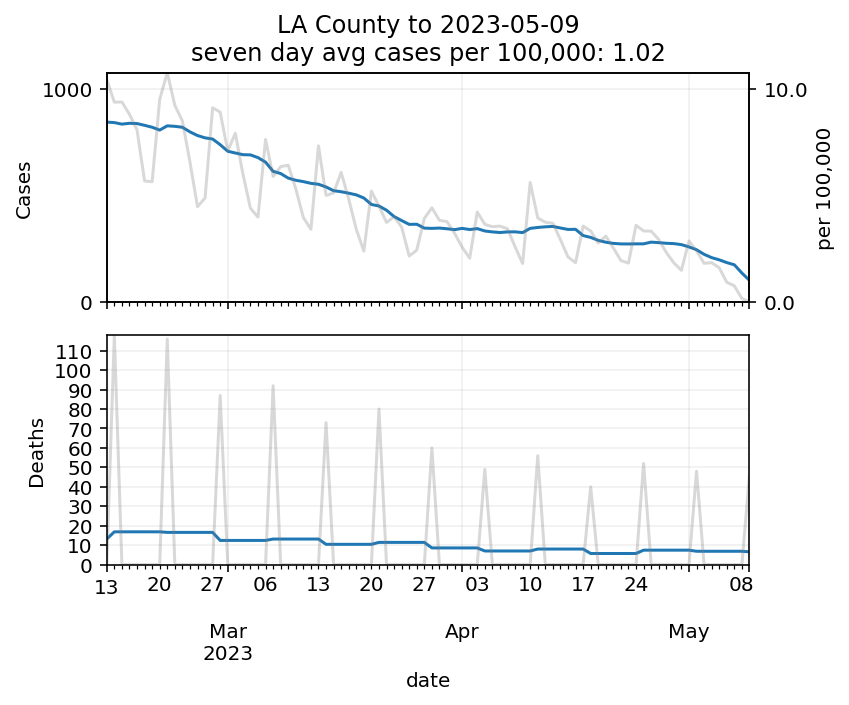 LA County to 2023-05-09
seven day avg cases per 100,000: 1.02
1000
0
Cases
10.0
0.0
per 100,000
110
100
90
80
70
60
50
40
30
20
10
0
Deaths
13 20 27 06 13 20 27 03 10 17 24 08
Mar Apr May
2023
date